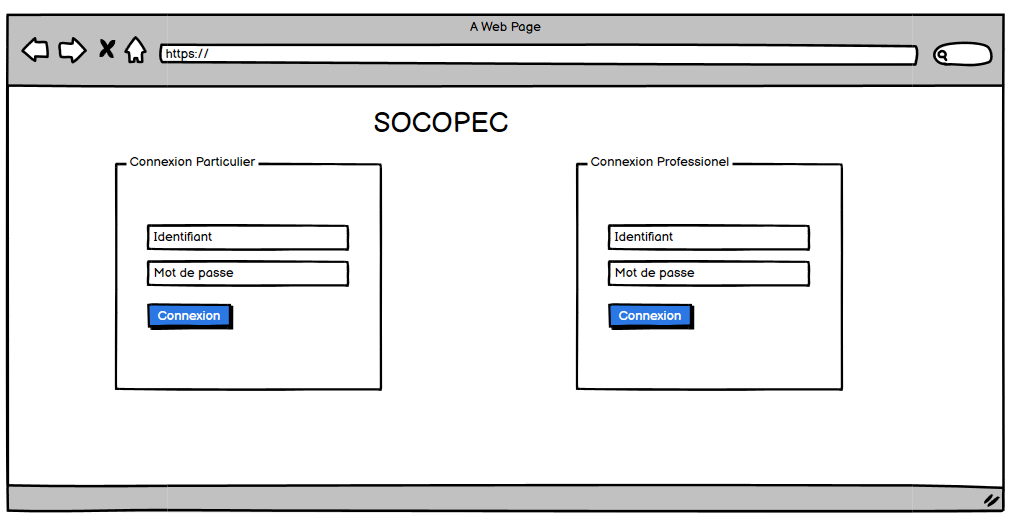 A Web Page
https://
SOCOPEC
Connexion Particulier
Identifiant
Mot de passe
Connexion
Connexion Professionel
Identifiant
Mot de passe
Connexion